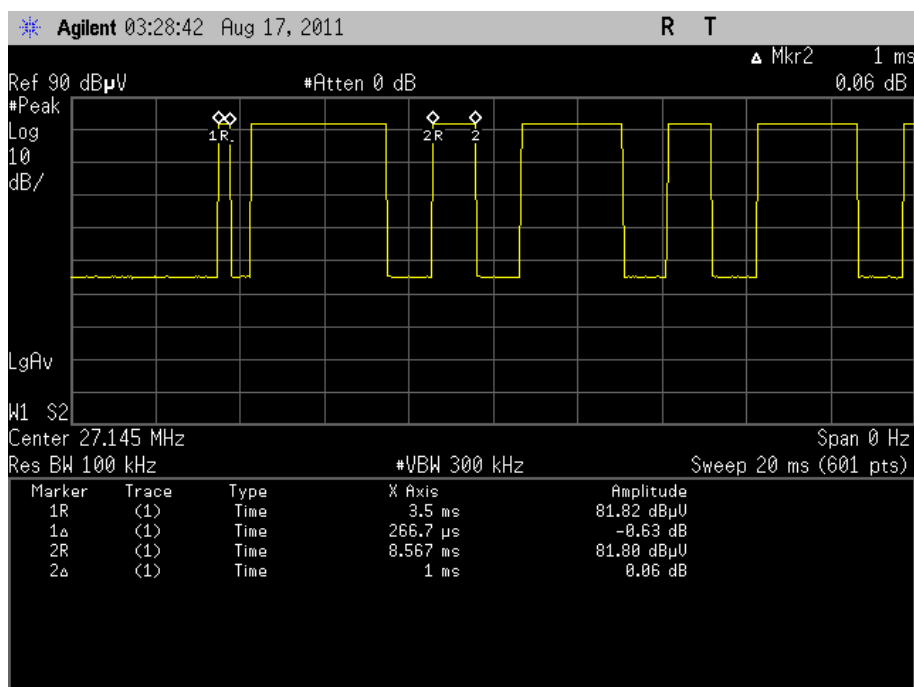 Agilent 03:28:42 Aug 17, 2011 R T
Δ Mkr2 1 ms
Ref 90 dBµV #Atten 0 dB 0.06 dB
#Peak
Log
10
dB/
1R
2R 2
LgAv
W1 S2
Center 27.145 MHz Span 0 Hz
Res BW 100 kHz #VBW 300 kHz Sweep 20 ms (601 pts)
Marker Trace Type X Axis Amplitude
1R (1) Time 3.5 ms 81.82 dBµV
1Δ (1) Time 266.7 µs -0.63 dB
2R (1) Time 8.567 ms 81.80 dBµV
2Δ (1) Time 1 ms 0.06 dB